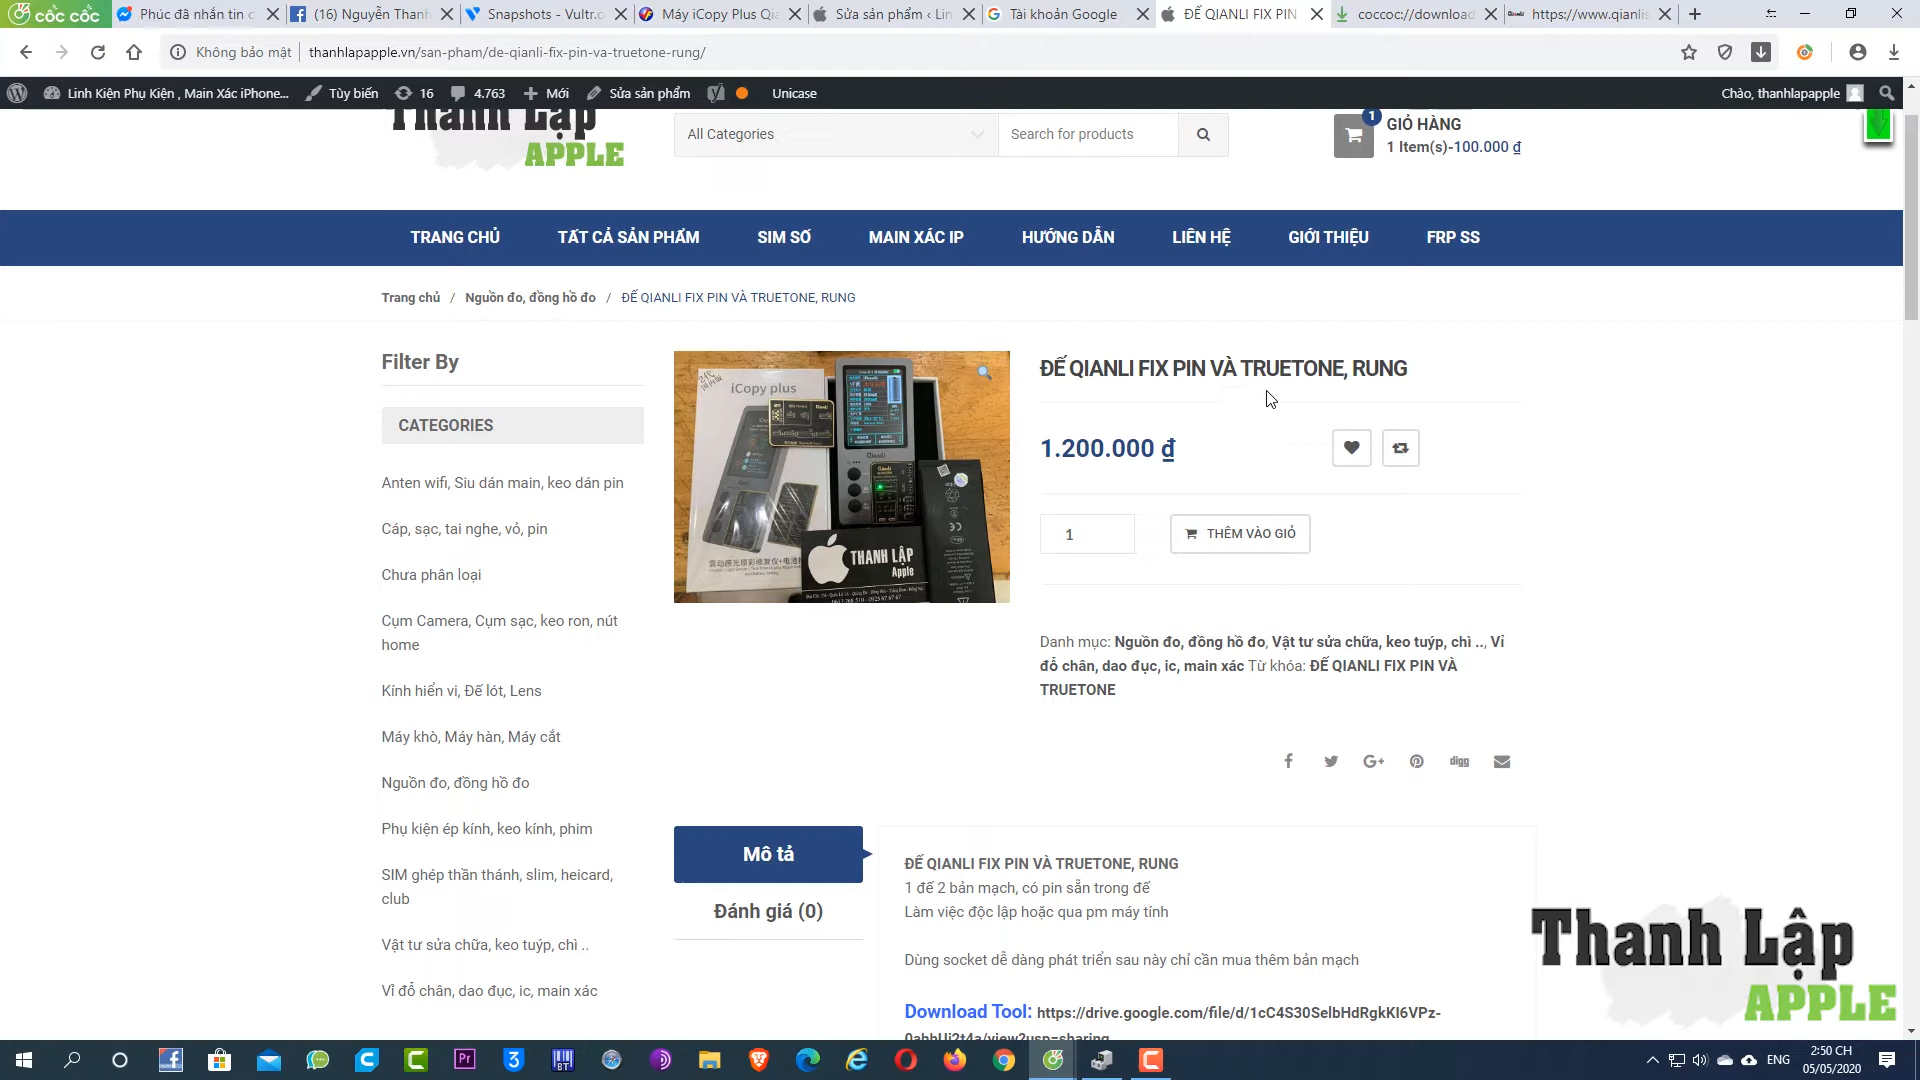 cốc cốc
Phúc đã nhắn tin c
(16) Nguyễn Thanh
Snapshots - Vultr.c
Máy iCopy Plus Qia
Sửa sản phẩm ‹ Lin
Tài khoản Google
ĐẾ QIANLI FIX PIN
coccoc://download
https://www.qianlis
Không bảo mật
thanhlapapple.vn/san-pham/de-qianli-fix-pin-va-truetone-rung/
Linh Kiện Phụ Kiện , Main Xác iPhone...
Tùy biến
16
4.763
Mới
Sửa sản phẩm
Unicase
Chào, thanhlapapple
Thanh Lập
APPLE
All Categories
Search for products
1
GIỎ HÀNG
1 Item(s)-100.000 ₫
TRANG CHỦ
TẤT CẢ SẢN PHẨM
SIM SỐ
MAIN XÁC IP
HƯỚNG DẪN
LIÊN HỆ
GIỚI THIỆU
FRP SS
Trang chủ / Nguồn đo, đồng hồ đo / ĐẾ QIANLI FIX PIN VÀ TRUETONE, RUNG
Filter By
CATEGORIES
Anten wifi, Siu dán main, keo dán pin
Cáp, sạc, tai nghe, vỏ, pin
Chưa phân loại
Cụm Camera, Cụm sạc, keo ron, nút
home
Kính hiển vi, Đế lót, Lens
Máy khò, Máy hàn, Máy cắt
Nguồn đo, đồng hồ đo
Phụ kiện ép kính, keo kính, phim
SIM ghép thần thánh, slim, heicard,
club
Vật tư sửa chữa, keo tuýp, chì ..
Vỉ đỗ chân, dao đục, ic, main xác
iCopy plus
Qianli
THANH LẬP
Apple
ĐẾ QIANLI FIX PIN VÀ TRUETONE, RUNG
1.200.000 ₫
1
THÊM VÀO GIỎ
Danh mục: Nguồn đo, đồng hồ đo, Vật tư sửa chữa, keo tuýp, chì .., Vỉ
đỗ chân, dao đục, ic, main xác Từ khóa: ĐẾ QIANLI FIX PIN VÀ
TRUETONE
digg
Mô tả
Đánh giá (0)
ĐẾ QIANLI FIX PIN VÀ TRUETONE, RUNG
1 đế 2 bản mạch, có pin sẵn trong đế
Làm việc độc lập hoặc qua pm máy tính
Dùng socket dễ dàng phát triển sau này chỉ cần mua thêm bản mạch
Download Tool: https://drive.google.com/file/d/1cC4S30SelbHdRgkKI6VPz-
Thanh Lập
APPLE
ENG
2:50 CH
05/05/2020